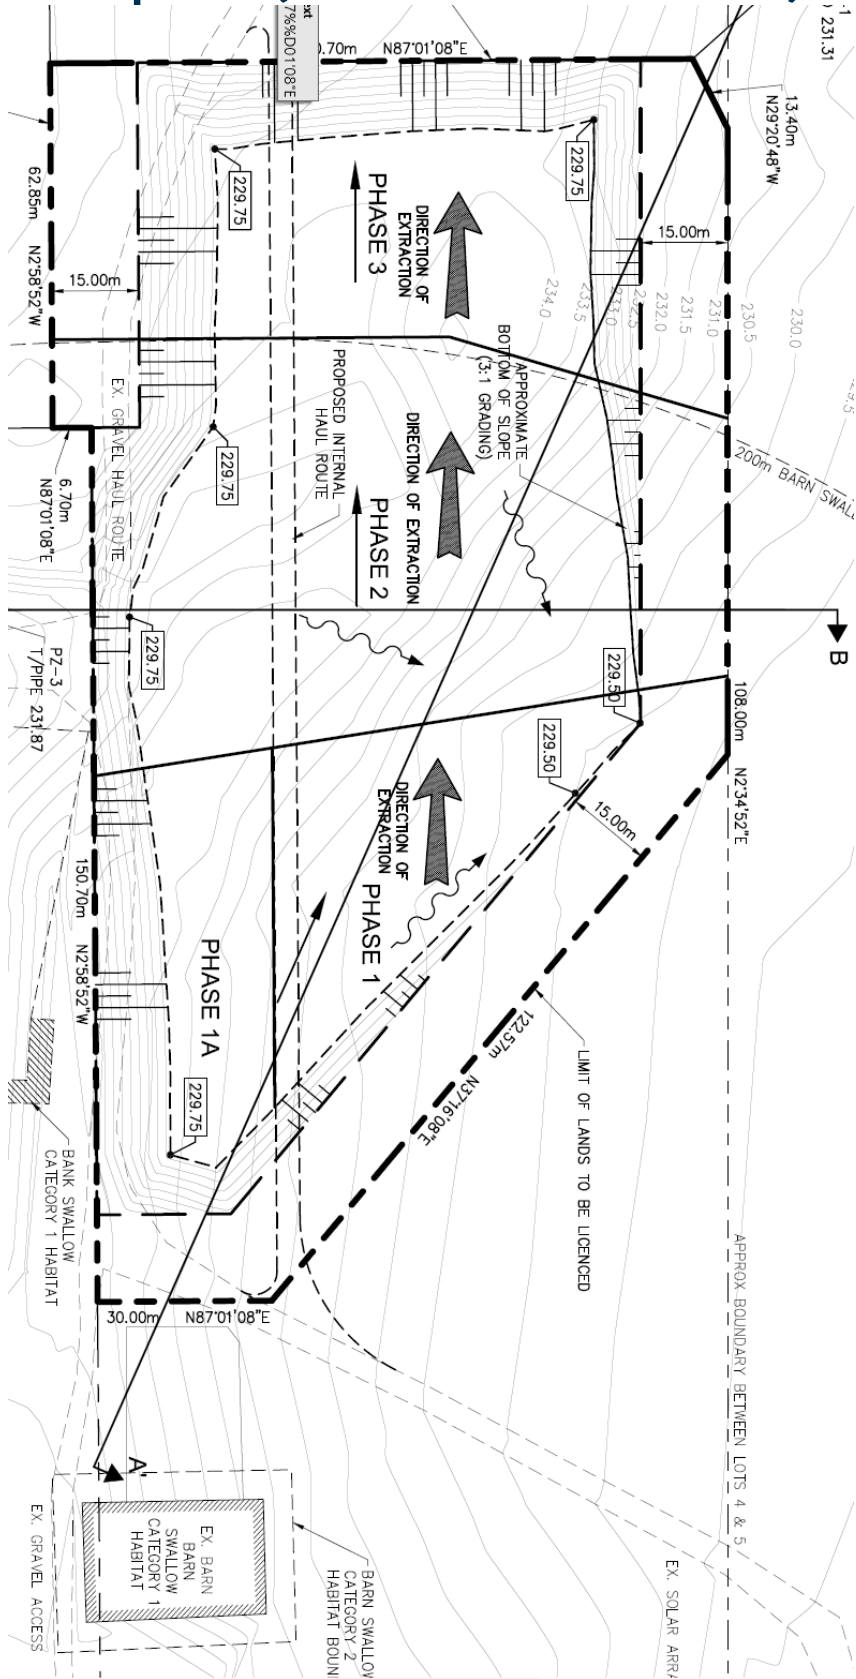 ext
7%%D01'08"E
0.70m N87°01'08"E
231.31
13.40m
N29°20'48"W
229.75
229.75
PHASE 3
DIRECTION OF
EXTRACTION
15.00m
62.85m N2°58'52"W
15.00m
234.0
233.5
233.0
232.5
232.0
231.5
231.0
230.5
230.0
BOTTOM OF SLOPE
APPROXIMATE
(3:1 GRADING)
PROPOSED INTERNAL
HAUL ROUTE
EX. GRAVEL HAUL ROUTE
200m BARN SWALL
229.75
6.70m
N87°01'08"E
DIRECTION OF EXTRACTION
PHASE 2
B
PZ-3
T/PIPE 231.87
229.75
229.50
229.50
108.00m N2°34'52"E
15.00m
DIRECTION OF
EXTRACTION
PHASE 1
150.70m N2°58'52"W
PHASE 1A
122.57m N37°16'08"E
LIMIT OF LANDS TO BE LICENCED
229.75
BANK SWALLOW
CATEGORY 1 HABITAT
APPROX BOUNDARY BETWEEN LOTS 4 & 5
30.00m N87°01'08"E
A
EX. BARN
BARN
SWALLOW
CATEGORY 1
HABITAT
BARN SWALLOW
CATEGORY 2
HABITAT BOUN
EX. GRAVEL ACCESS
EX. SOLAR ARRA